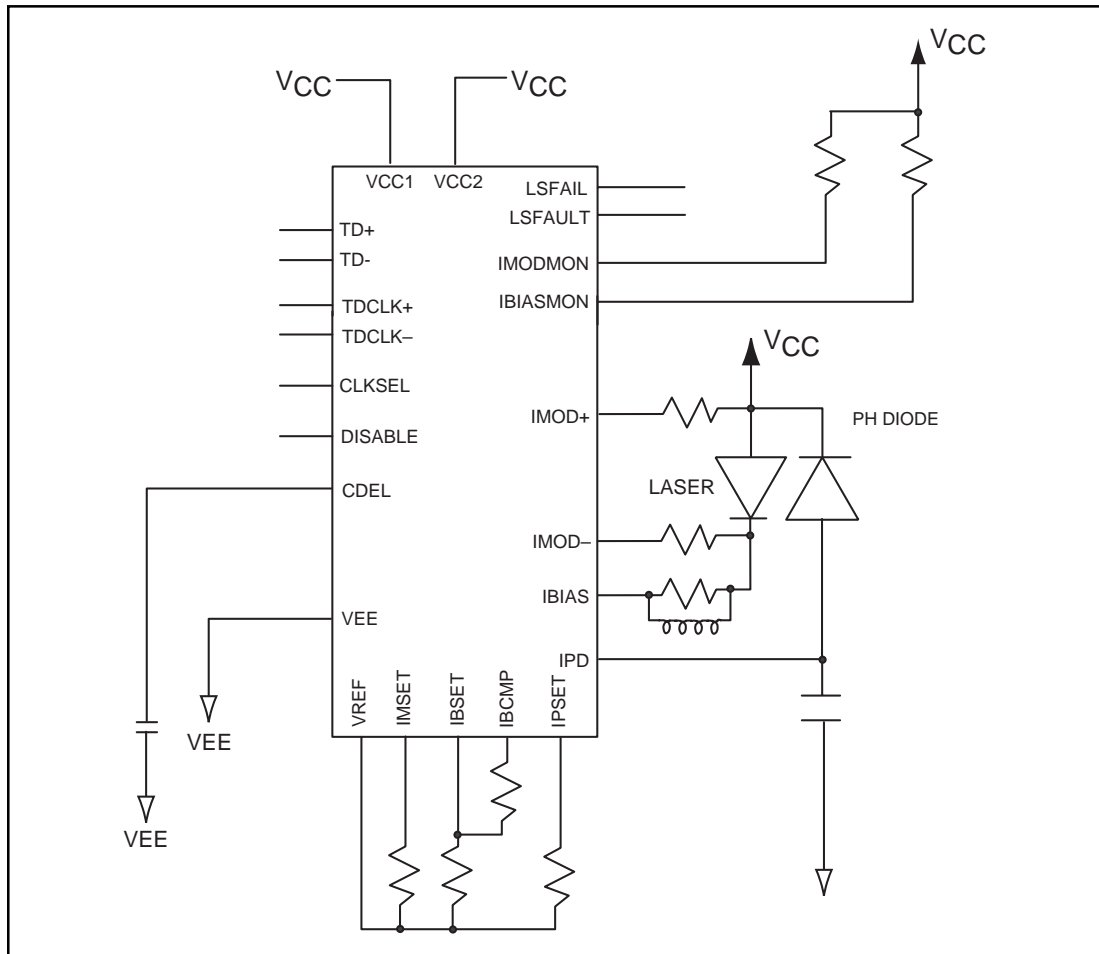 VCC
VCC
VCC
VCC1
VCC2
LSFAIL
LSFAULT
TD+
TD-
IMODMON
IBIASMON
TDCLK+
TDCLK–
VCC
CLKSEL
IMOD+
PH DIODE
DISABLE
LASER
CDEL
IMOD–
IBIAS
VEE
IPD
VREF
IMSET
IBSET
IBCMP
IPSET
VEE
VEE